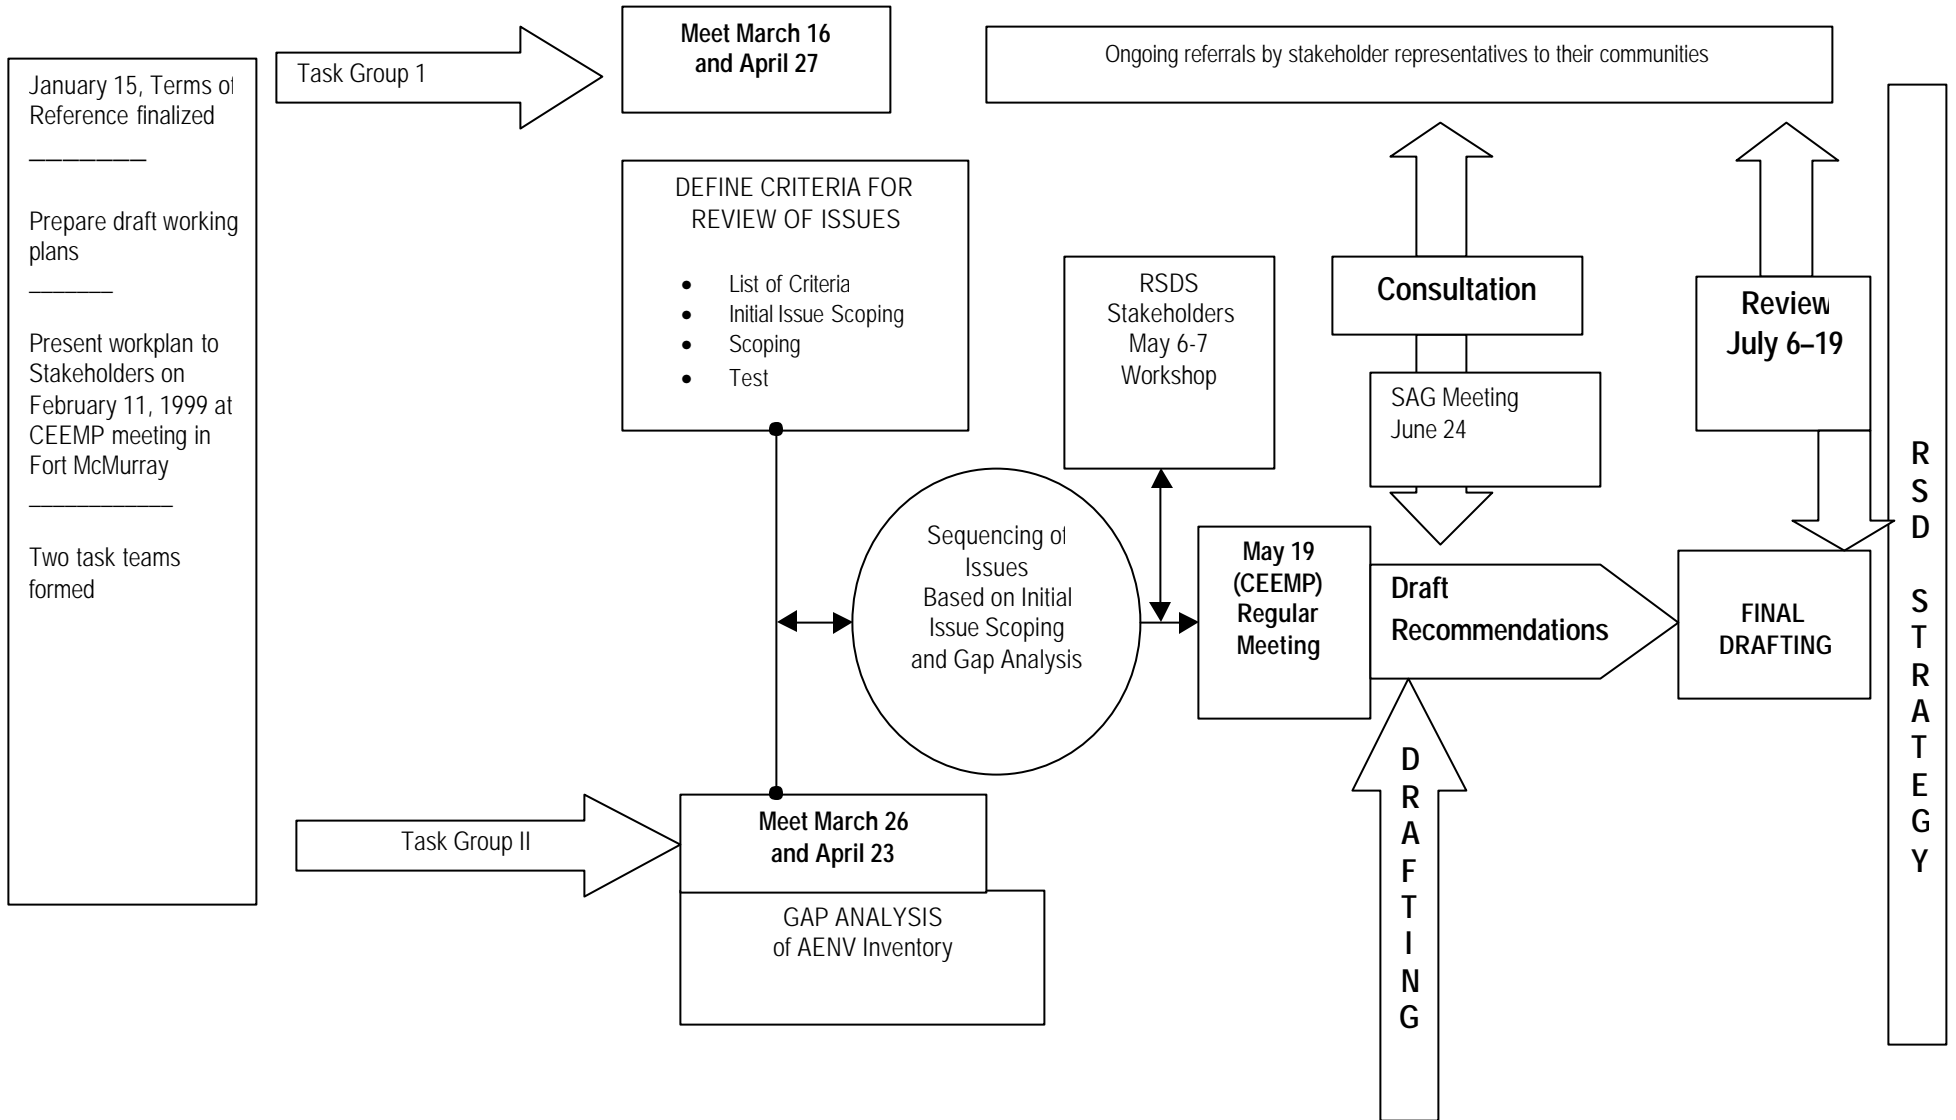 January 15, Terms of
Reference finalized
Prepare draft working
plans
Present workplan to
Stakeholders on
February 11, 1999 at
CEEMP meeting in
Fort McMurray
Two task teams
formed
Task Group 1
Meet March 16
and April 27
DEFINE CRITERIA FOR
REVIEW OF ISSUES
• List of Criteria
• Initial Issue Scoping
• Scoping
• Test
Task Group II
Meet March 26
and April 23
GAP ANALYSIS
of AENV Inventory
Sequencing of
Issues
Based on Initial
Issue Scoping
and Gap Analysis
RSDS
Stakeholders
May 6-7
Workshop
May 19
(CEEMP)
Regular
Meeting
Ongoing referrals by stakeholder representatives to their communities
Consultation
SAG Meeting
June 24
Draft
Recommendations
DRAFTING
Review
July 6–19
FINAL
DRAFTING
RSD STRATEGY